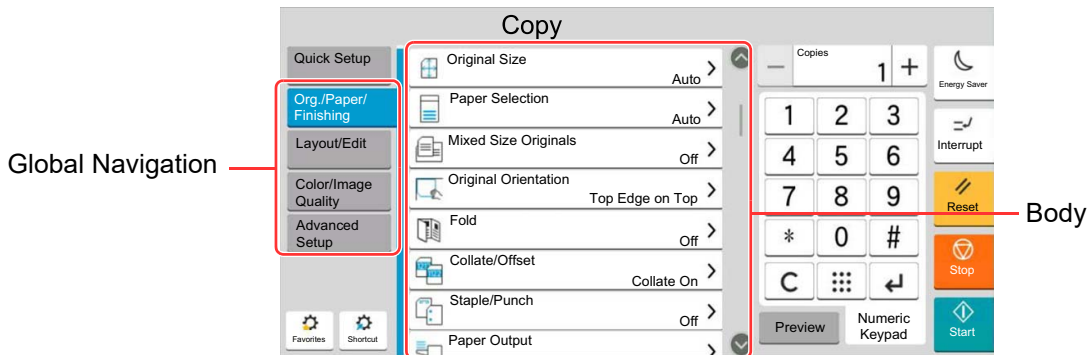 Copy
Global Navigation
Quick Setup
Org./Paper/
Finishing
Layout/Edit
Color/Image
Quality
Advanced
Setup
Favorites
Shortcut
Original Size
Auto
Paper Selection
Auto
Mixed Size Originals
Off
Original Orientation
Top Edge on Top
Fold
Off
Collate/Offset
Collate On
Staple/Punch
Off
Paper Output
Copies
− 1 +
1 2 3
4 5 6
7 8 9
* 0 #
C
Preview
Numeric
Keypad
Energy Saver
Interrupt
Reset
Stop
Start
Body